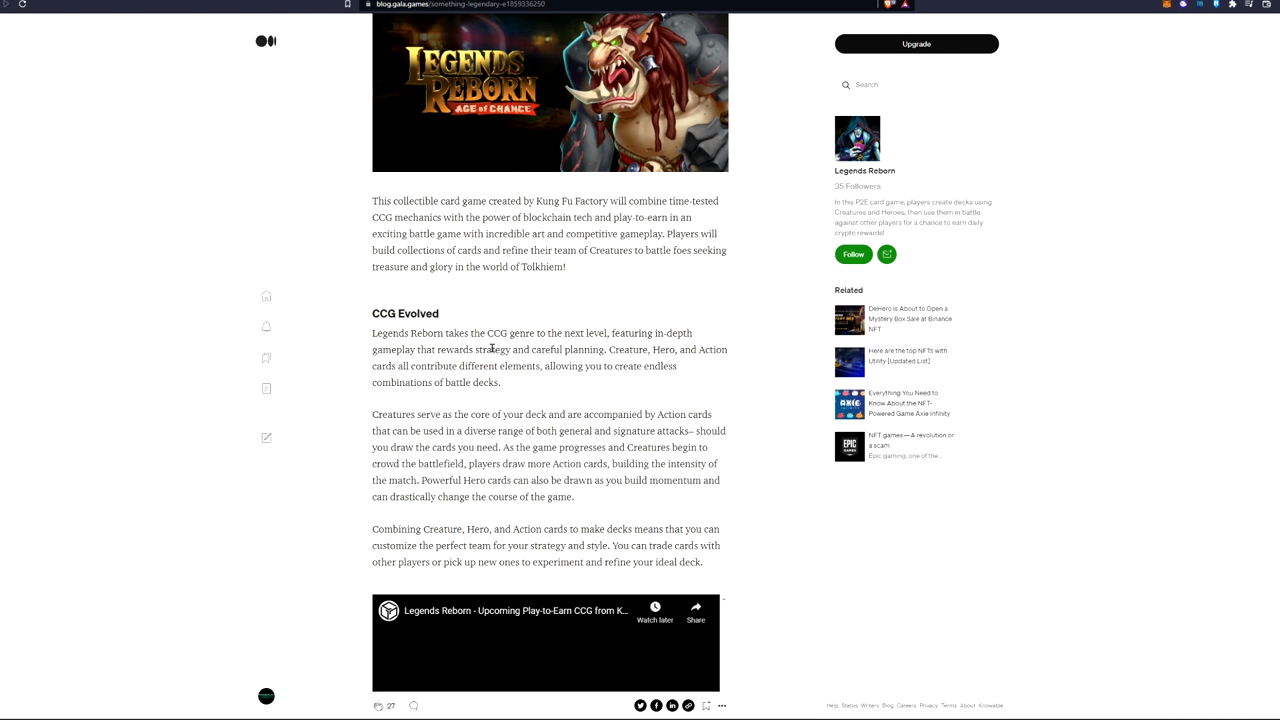 blog.gala.games/something-legendary-e1859336250
LEGENDS
REBORN
AGE OF CHANCE
This collectible card game created by Kung Fu Factory will combine time-tested
CCG mechanics with the power of blockchain tech and play-to-earn in an
exciting battle game with incredible art and competitive gameplay. Players will
build collections of cards and refine their team of Creatures to battle foes seeking
treasure and glory in the world of Tolkhiem!
CCG Evolved
Legends Reborn takes the CCG genre to the next level, featuring in-depth
gameplay that rewards strategy and careful planning. Creature, Hero, and Action
cards all contribute different elements, allowing you to create endless
combinations of battle decks.
Creatures serve as the core of your deck and are accompanied by Action cards
that can be used in a diverse range of both general and signature attacks– should
you draw the cards you need. As the game progresses and Creatures begin to
crowd the battlefield, players draw more Action cards, building the intensity of
the match. Powerful Hero cards can also be drawn as you build momentum and
can drastically change the course of the game.
Combining Creature, Hero, and Action cards to make decks means that you can
customize the perfect team for your strategy and style. You can trade cards with
other players or pick up new ones to experiment and refine your ideal deck.
Legends Reborn - Upcoming Play-to-Earn CCG from K...
Watch later
Share
27
Upgrade
Search
Legends Reborn
35 Followers
In this P2E card game, players create decks using
Creatures and Heroes, then use them in battle
against other players for a chance to earn daily
crypto rewards!
Follow
Related
DeHero is About to Open a
Mystery Box Sale at Binance
NFT
Here are the top NFTs with
Utility [Updated List]
Everything You Need to
Know About the NFT-
Powered Game Axie Infinity
AXIE
NFT games — A revolution or
a scam
Epic gaming, one of the...
EPIC
GAMES
Help Status Writers Blog Careers Privacy Terms About Knowable